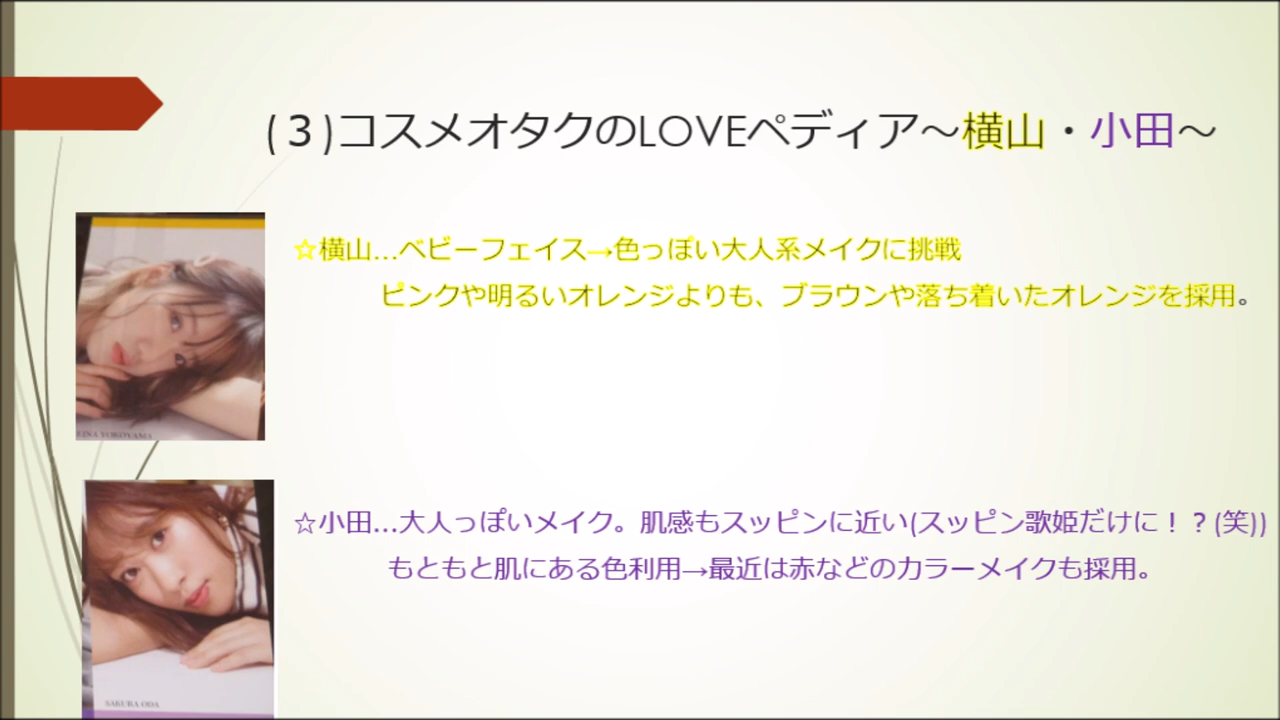 (３)コスメオタクのLOVEペディア～横山・小田～
☆横山…ベビーフェイス→色っぽい大人系メイクに挑戦
ピンクや明るいオレンジよりも、ブラウンや落ち着いたオレンジを採用。
REINA YOKOYAMA
☆小田…大人っぽいメイク。肌感もスッピンに近い(スッピン歌姫だけに！？(笑))
もともと肌にある色利用→最近は赤などのカラーメイクも採用。
SAKURA ODA